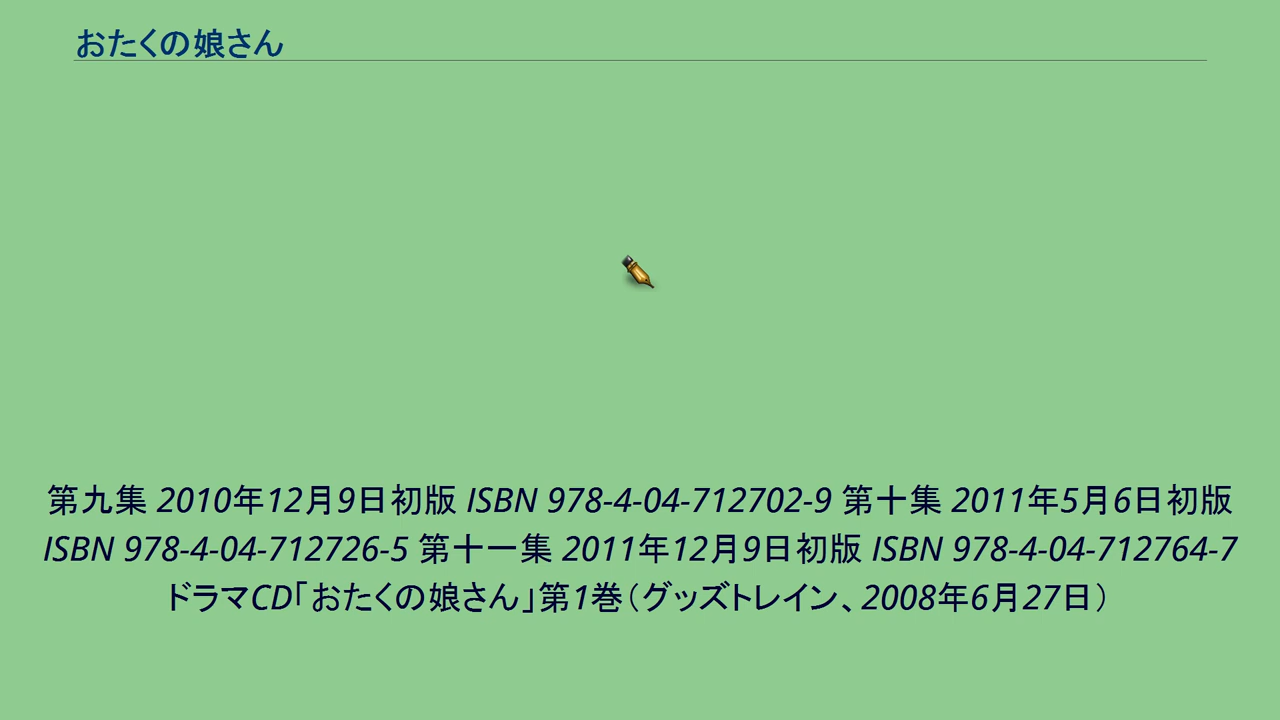 おたくの娘さん
第九集 2010年12月9日初版 ISBN 978-4-04-712702-9 第十集 2011年5月6日初版
ISBN 978-4-04-712726-5 第十一集 2011年12月9日初版 ISBN 978-4-04-712764-7
ドラマCD「おたくの娘さん」第1巻（グッズトレイン、2008年6月27日）